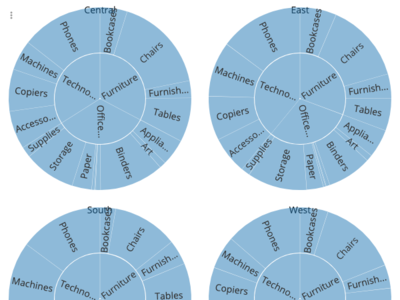 Central
Phones
Bookcases
Chairs
Machines
Techno...
Furniture
Furnish...
Copiers
Tables
Office...
Accesso...
Supplies
Applia...
Art
Storage
Paper
Binders
East
Phones
Bookcases
Chairs
Machines
Techno...
Furniture
Furnish...
Copiers
Tables
Office...
Accesso...
Supplies
Applia...
Art
Storage
Paper
Binders
South
Phones
Bookcases
Chairs
Furnish...
Machines
Techno...
Furniture
Tables
West
Phones
Bookcases
Chairs
Machines
Techno...
Furniture
Furnish...
Copiers